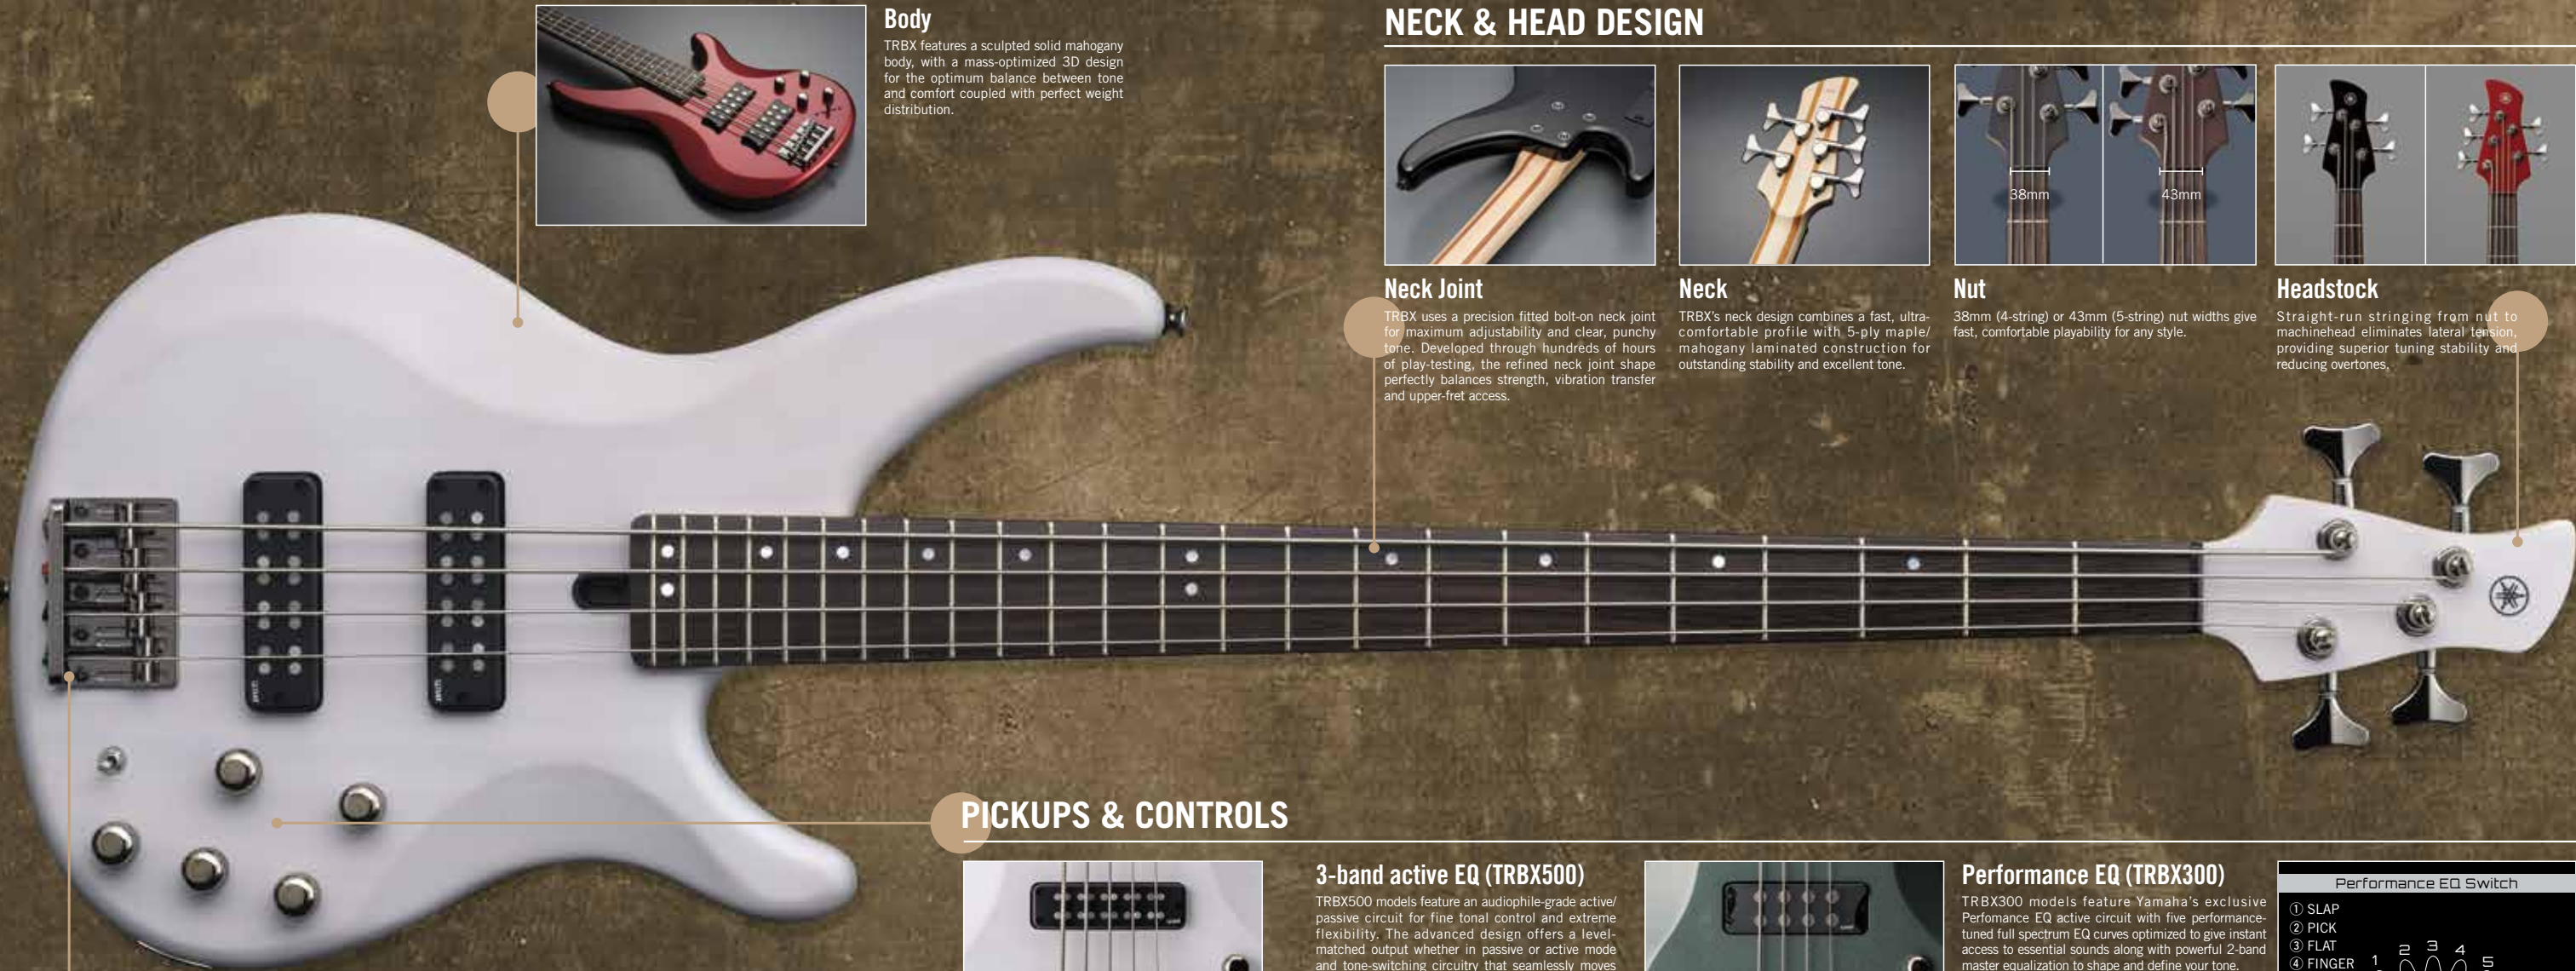 Body
TRBX features a sculpted solid mahogany
body, with a mass-optimized 3D design
for the optimum balance between tone
and comfort coupled with perfect weight
distribution.
NECK & HEAD DESIGN
38mm
43mm
Neck Joint
TRBX uses a precision fitted bolt-on neck joint
for maximum adjustability and clear, punchy
tone. Developed through hundreds of hours
of play-testing, the refined neck joint shape
perfectly balances strength, vibration transfer
and upper-fret access.
Neck
TRBX's neck design combines a fast, ultra-
comfortable profile with 5-ply maple/
mahogany laminated construction for
outstanding stability and excellent tone.
Nut
38mm (4-string) or 43mm (5-string) nut widths give
fast, comfortable playability for any style.
Headstock
Straight-run stringing from nut to
machinehead eliminates lateral tension,
providing superior tuning stability and
reducing overtones.
PICKUPS & CONTROLS
3-band active EQ (TRBX500)
TRBX500 models feature an audiophile-grade active/
passive circuit for fine tonal control and extreme
flexibility. The advanced design offers a level-
matched output whether in passive or active mode
and tone-switching circuitry that seamlessly moves
Performance EQ (TRBX300)
TRBX300 models feature Yamaha's exclusive
Perfomance EQ active circuit with five performance-
tuned full spectrum EQ curves optimized to give instant
access to essential sounds along with powerful 2-band
master equalization to shape and define your tone.
Performance EQ Switch
① SLAP
② PICK
③ FLAT
④ FINGER
1 2 3 4 5